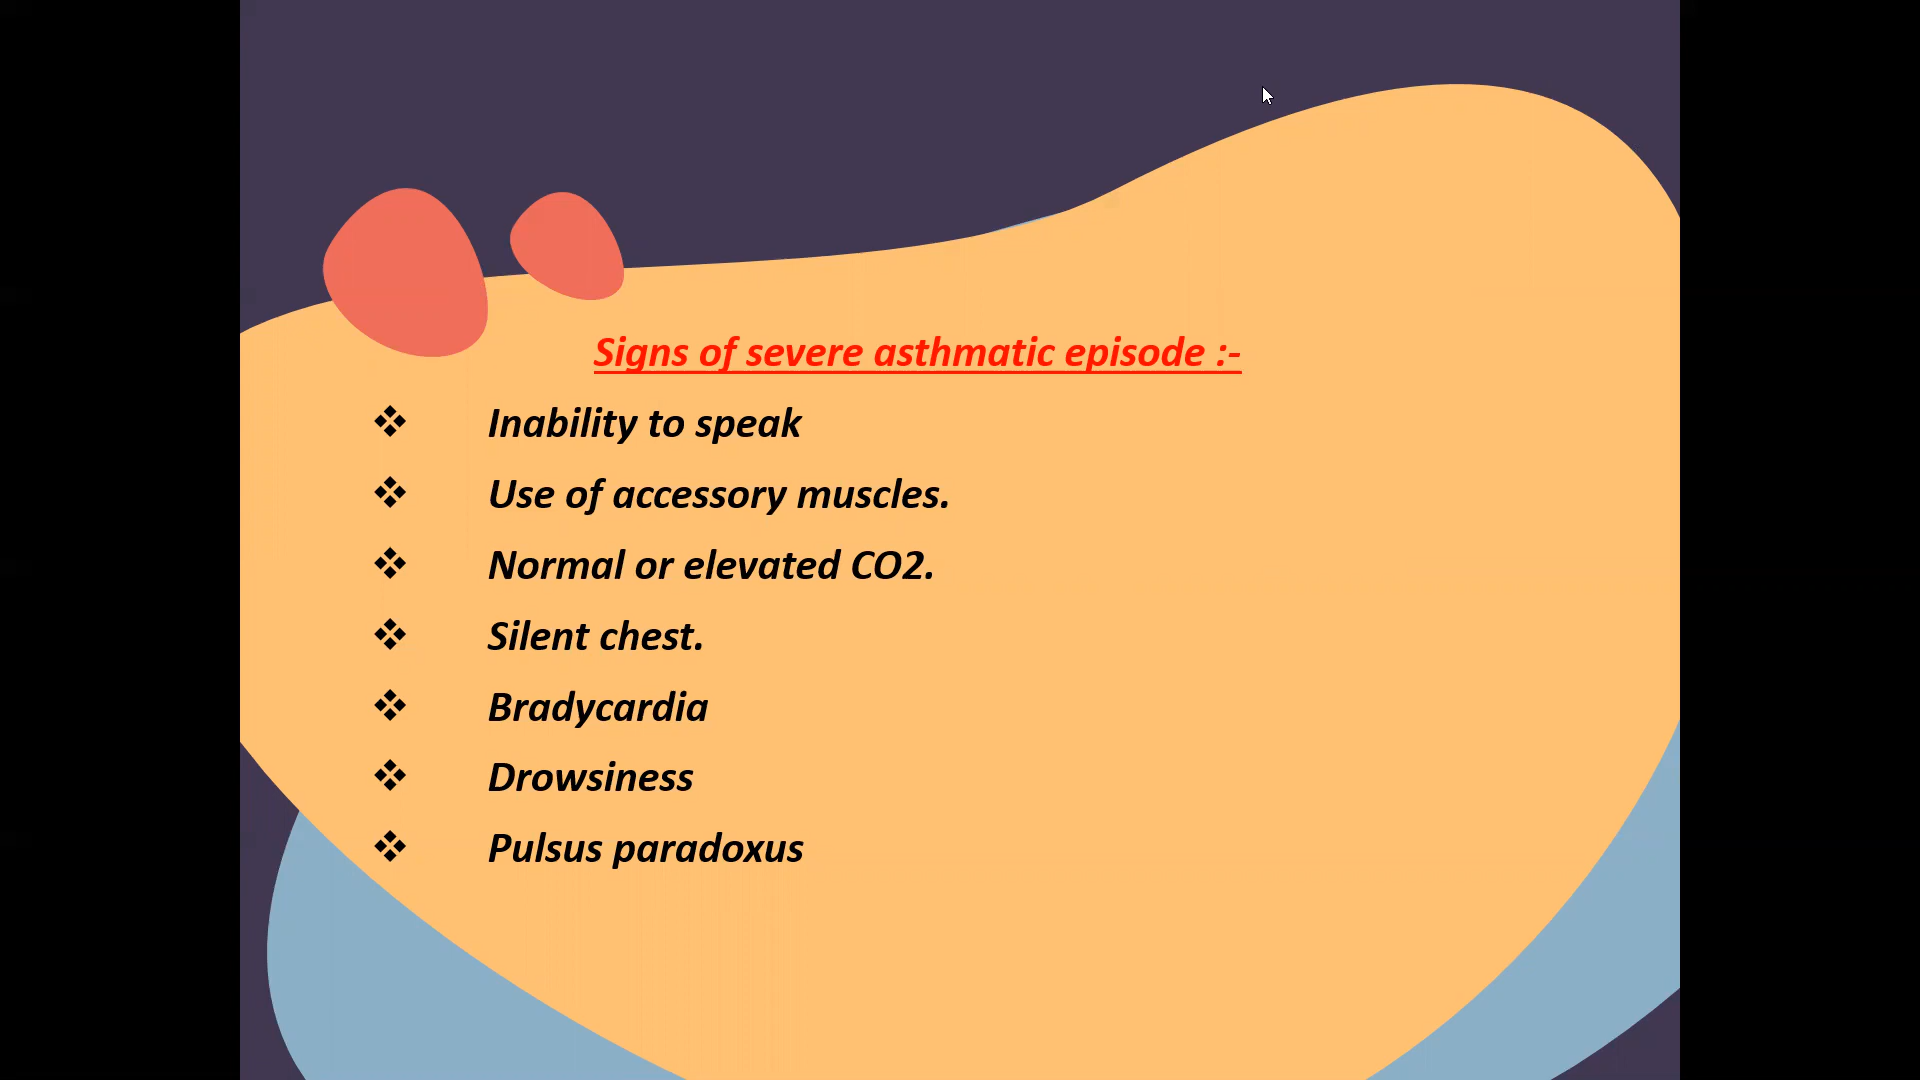 Signs of severe asthmatic episode :-
❖ Inability to speak
❖ Use of accessory muscles.
❖ Normal or elevated CO2.
❖ Silent chest.
❖ Bradycardia
❖ Drowsiness
❖ Pulsus paradoxus